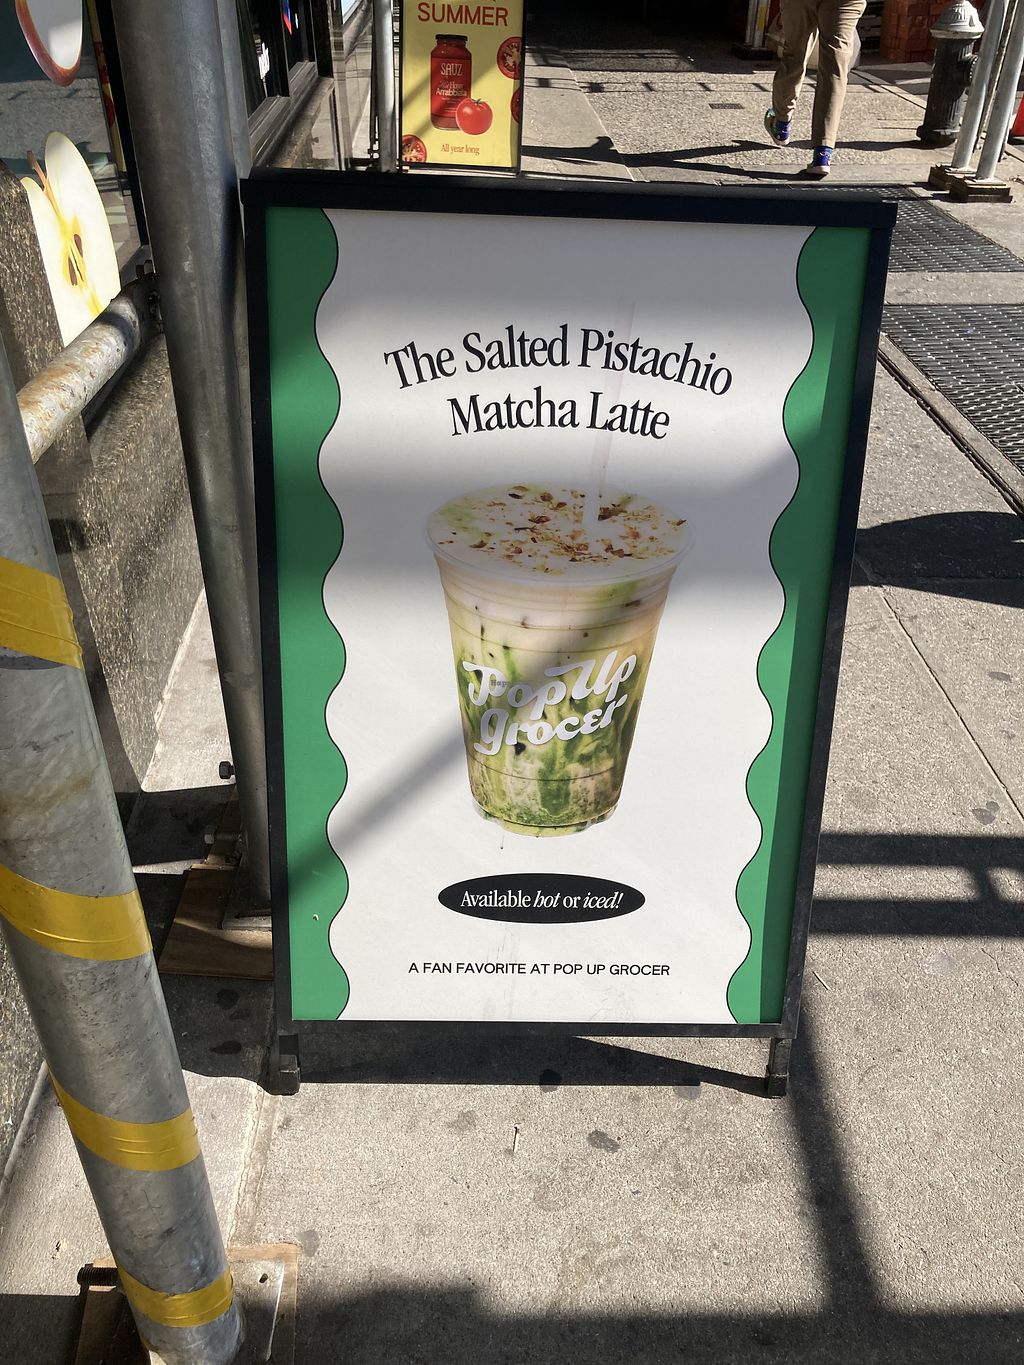 SUMMER
SAUZ
Arrabbiata
All year long
The Salted Pistachio
Matcha Latte
Pop Up
grocer
Available hot or iced!
A FAN FAVORITE AT POP UP GROCER